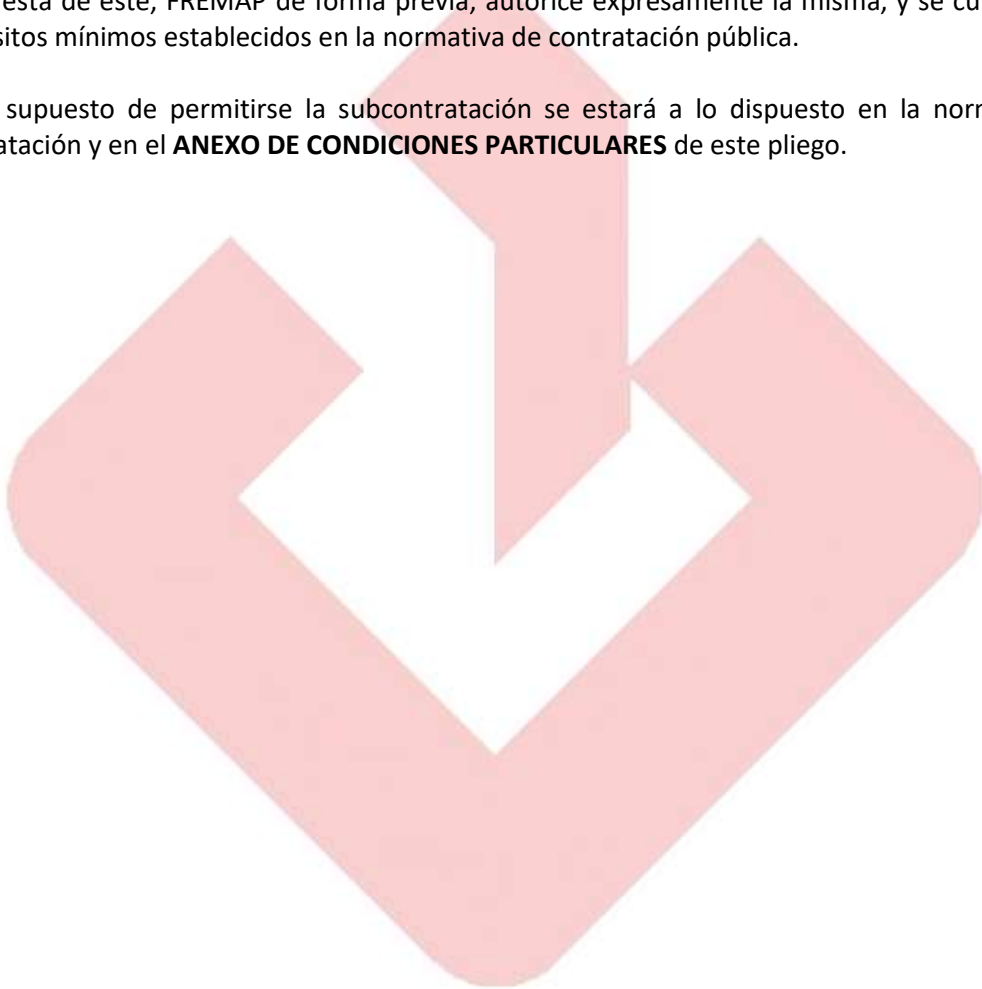 esta de este, FREMAP de forma previa, autorice expresamente la misma, y se cu
sitos mínimos establecidos en la normativa de contratación pública.
supuesto de permitirse la subcontratación se estará a lo dispuesto en la norm
atación y en el ANEXO DE CONDICIONES PARTICULARES de este pliego.